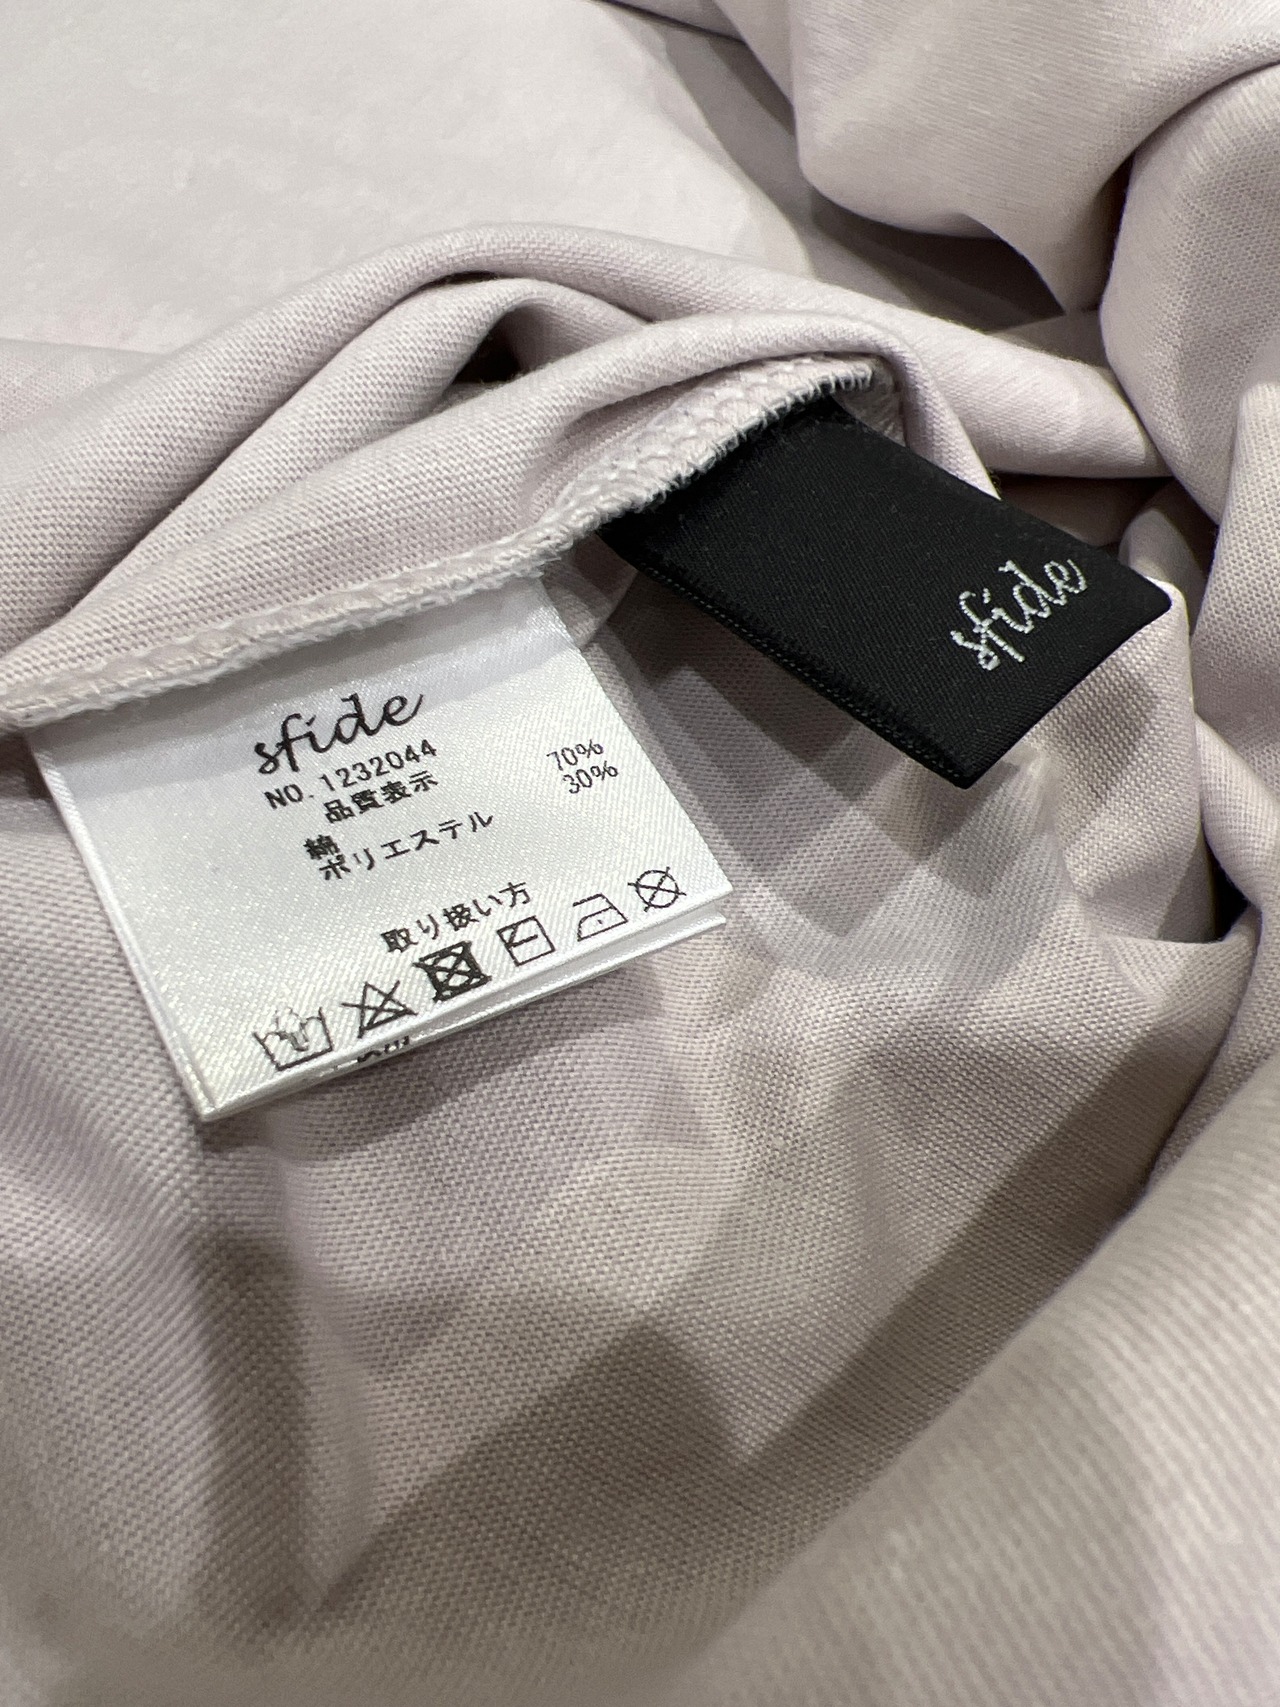 sfide
NO.1232044
品質表示
綿 70%
ポリエステル 30%
取り扱い方
sfide